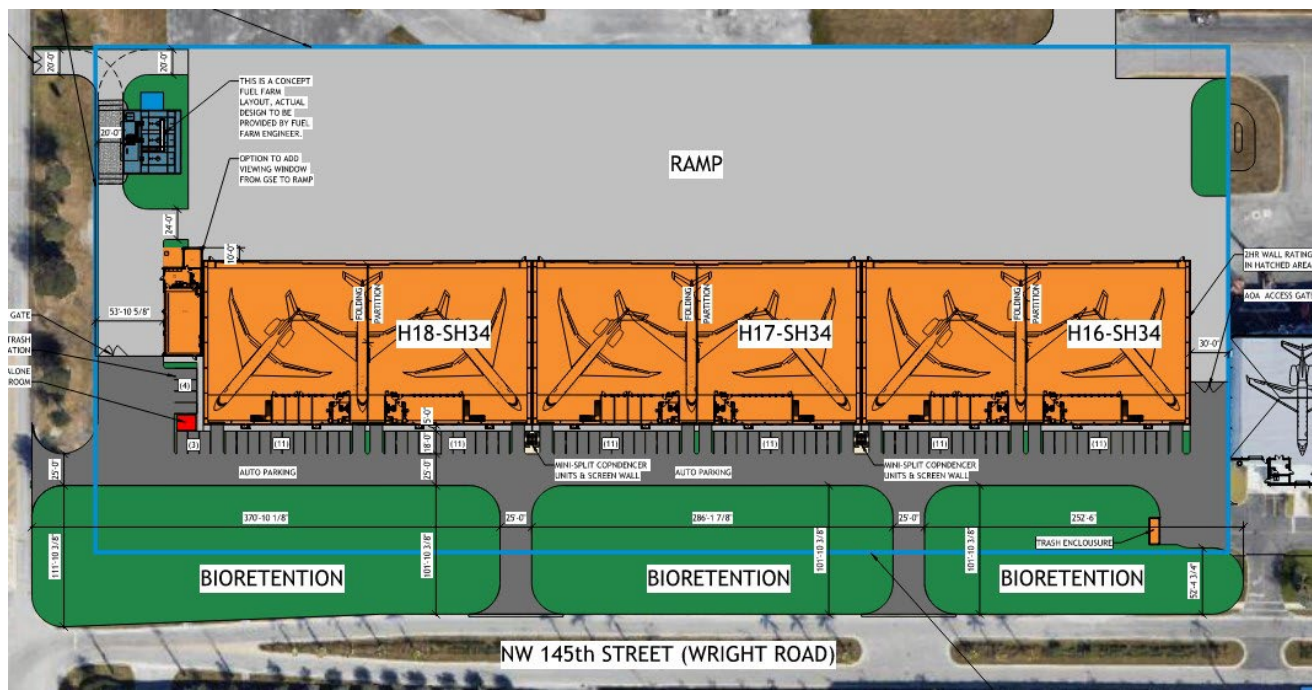 20'-0"
20'-0"
THIS IS A CONCEPT
FUEL FARM
LAYOUT, ACTUAL
DESIGN TO BE
PROVIDED BY FUEL
FARM ENGINEER.
20'-0"
OPTION TO ADD
VIEWING WINDOW
FROM GSE TO RAMP
RAMP
24'-0"
10'-0"
2HR WALL RATING
IN HATCHED AREA
AOA ACCESS GATE
53'-10 5/8"
GATE
TRASH
ATION
ALONE
ROOM
FOLDING
PARTITION
H18-SH34
FOLDING
PARTITION
H17-SH34
FOLDING
PARTITION
H16-SH34
30'-0"
(4)
(3)
(11)
(11)
(11)
(11)
(11)
(11)
5'-0"
18'-0"
25'-0"
25'-0"
AUTO PARKING
MINI-SPLIT COPNDENCER
UNITS & SCREEN WALL
AUTO PARKING
MINI-SPLIT COPNDENCER
UNITS & SCREEN WALL
370'-10 1/8"
25'-0"
286'-1 7/8"
25'-0"
252'-6"
111'-10 3/8"
101'-10 3/8"
101'-10 3/8"
101'-10 3/8"
TRASH ENCLOUSURE
52'-4 3/4"
BIORETENTION
BIORETENTION
BIORETENTION
NW 145th STREET (WRIGHT ROAD)